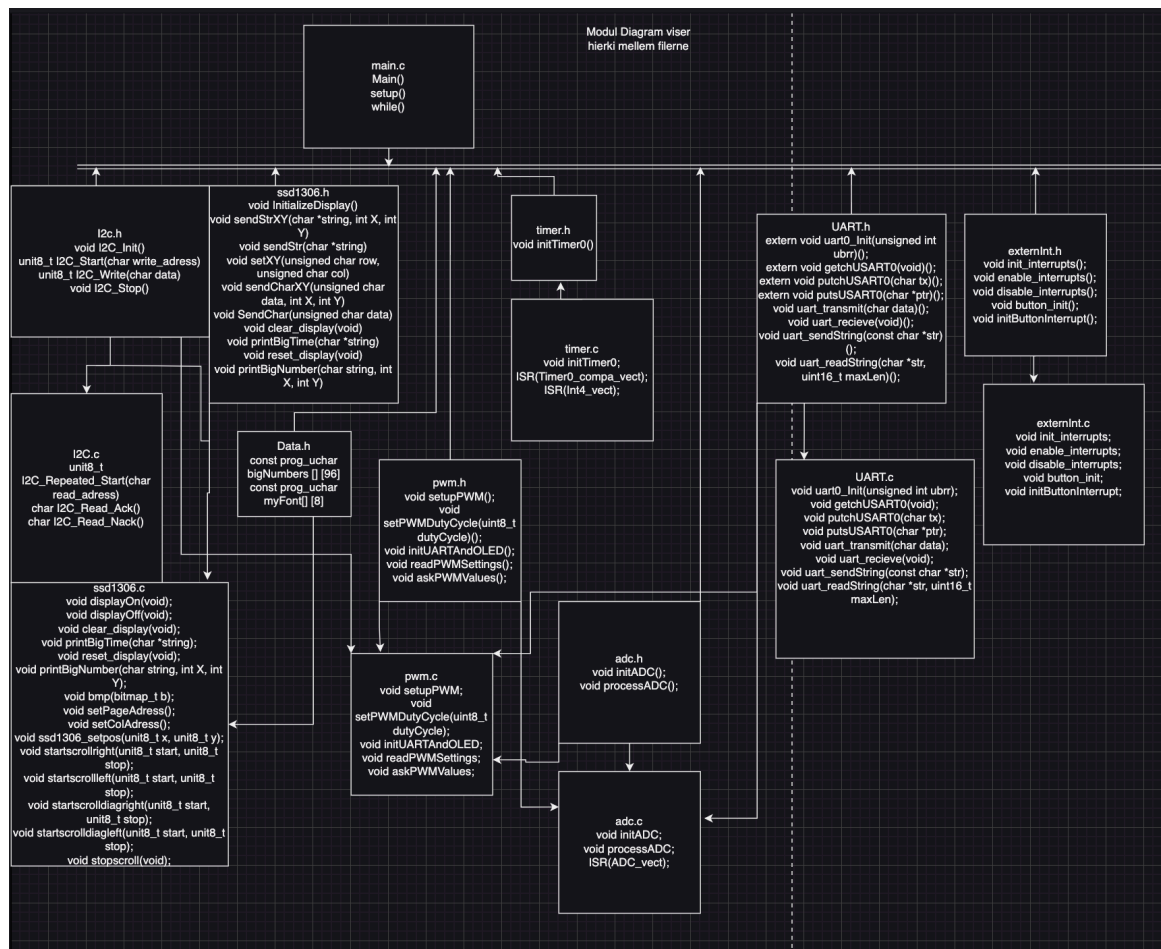 Modul Diagram viser
hierki mellem filerne
main.c
Main()
setup()
while()
I2c.h
void I2C_Init()
unit8_t I2C_Start(char write_adress)
unit8_t I2C_Write(char data)
void I2C_Stop()
ssd1306.h
void InitializeDisplay()
void sendStrXY(char *string, int X, int
Y)
void sendStr(char *string)
void setXY(unsigned char row,
unsigned char col)
void sendCharXY(unsigned char
data, int X, int Y)
void SendChar(unsigned char data)
void clear_display(void)
void printBigTime(char *string)
void reset_display(void)
void printBigNumber(char string, int
X, int Y)
timer.h
void initTimer0()
UART.h
extern void uart0_Init(unsigned int
ubrr)();
extern void getchUSART0(void)();
extern void putchUSART0(char tx)();
extern void putsUSART0(char *ptr)();
void uart_transmit(char data)();
void uart_recieve(void)();
void uart_sendString(const char *str)
();
void uart_readString(char *str,
uint16_t maxLen)();
externInt.h
void init_interrupts();
void enable_interrupts();
void disable_interrupts();
void button_init();
void initButtonInterrupt();
timer.c
void initTimer0;
ISR(Timer0_compa_vect);
ISR(Int4_vect);
I2C.c
unit8_t
I2C_Repeated_Start(char
read_adress)
char I2C_Read_Ack()
char I2C_Read_Nack()
Data.h
const prog_uchar
bigNumbers [] [96]
const prog_uchar
myFont[] [8]
pwm.h
void setupPWM();
void
setPWMDutyCycle(uint8_t
dutyCycle)();
void initUARTAndOLED();
void readPWMSettings();
void askPWMValues();
UART.c
void uart0_Init(unsigned int ubrr);
void getchUSART0(void);
void putchUSART0(char tx);
void putsUSART0(char *ptr);
void uart_transmit(char data);
void uart_recieve(void);
void uart_sendString(const char *str);
void uart_readString(char *str, uint16_t
maxLen);
externInt.c
void init_interrupts;
void enable_interrupts;
void disable_interrupts;
void button_init;
void initButtonInterrupt;
ssd1306.c
void displayOn(void);
void displayOff(void);
void clear_display(void);
void printBigTime(char *string);
void reset_display(void);
void printBigNumber(char string, int X, int
Y);
void bmp(bitmap_t b);
void setPageAdress();
void setColAdress();
void ssd1306_setpos(unit8_t x, unit8_t y);
void startscrollright(unit8_t start, unit8_t
stop);
void startscrollleft(unit8_t start, unit8_t
stop);
void startscrolldiagright(unit8_t start,
unit8_t stop);
void startscrolldiagleft(unit8_t start, unit8_t
stop);
void stopscroll(void);
pwm.c
void setupPWM;
void
setPWMDutyCycle(uint8_t
dutyCycle);
void initUARTAndOLED;
void readPWMSettings;
void askPWMValues;
adc.h
void initADC();
void processADC();
adc.c
void initADC;
void processADC;
ISR(ADC_vect);